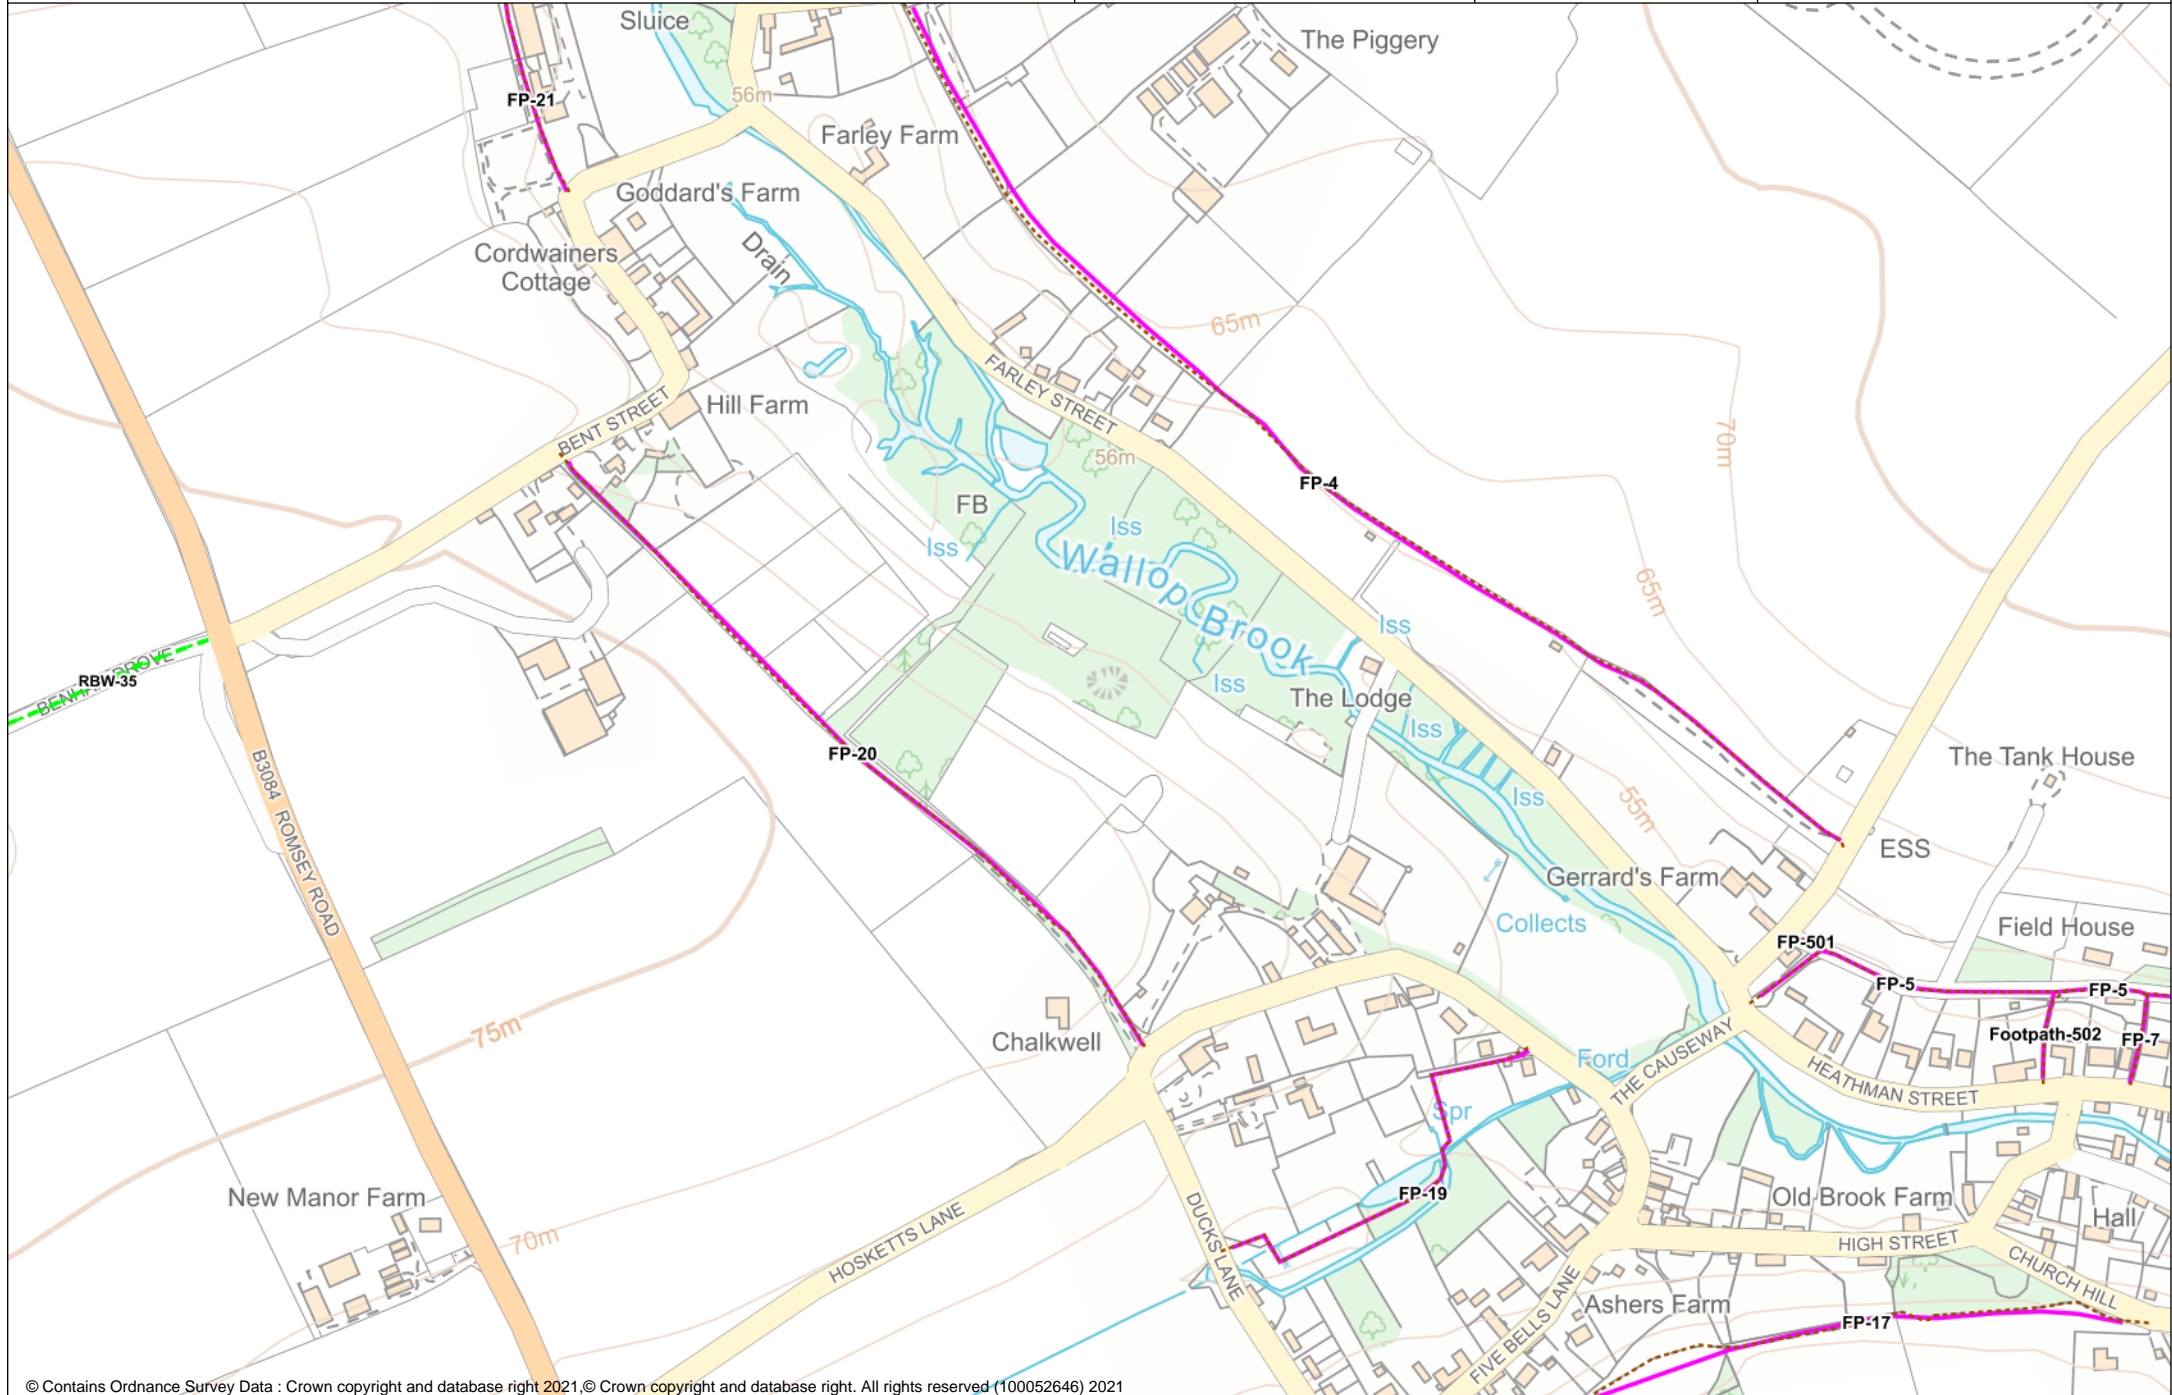 Sluice
The Piggery
FP-21
56m
Farley Farm
Goddard's Farm
Cordwainers
Cottage
Drain
65m
FARLEY STREET
BENT STREET
Hill Farm
56m
70m
FP-4
FB
Iss
Iss
Wallop Brook
65m
Iss
BENHAM DROVE
RBW-35
Iss
The Lodge
Iss
FP-20
The Tank House
B3084 ROMSEY ROAD
Iss
55m
ESS
Gerrard's Farm
Collects
Field House
FP-501
FP-5
FP-5
75m
Chalkwell
Footpath-502
FP-7
Ford
THE CAUSEWAY
HEATHMAN STREET
Spr
New Manor Farm
FP-19
Old Brook Farm
Hall
70m
HOSKETTS LANE
DUCKS LANE
HIGH STREET
CHURCH HILL
FIVE BELLS LANE
Ashers Farm
FP-17
© Contains Ordnance Survey Data : Crown copyright and database right 2021,© Crown copyright and database right. All rights reserved (100052646) 2021